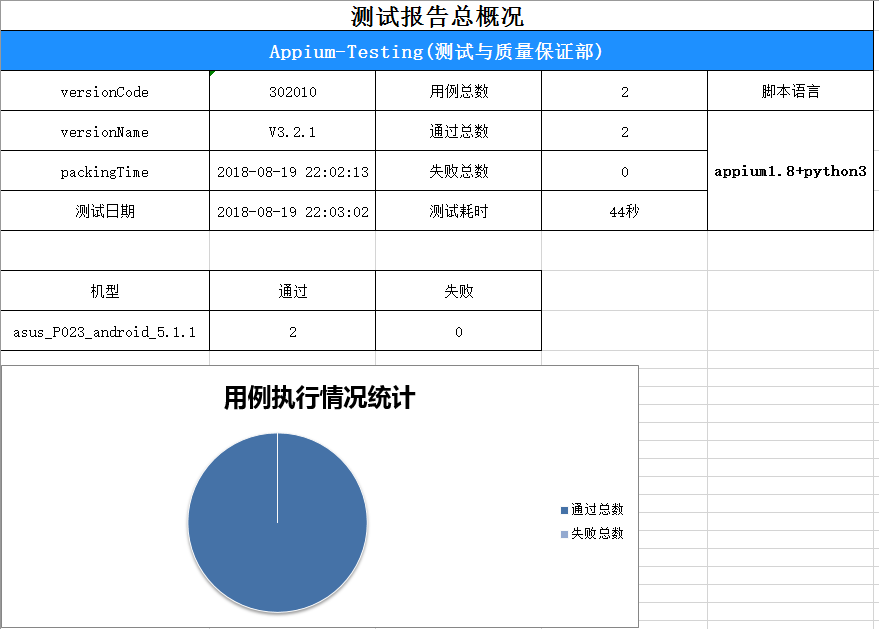 测试报告总概况
Appium-Testing(测试与质量保证部)
versionCode 302010 用例总数 2 脚本语言
versionName V3.2.1 通过总数 2
packingTime 2018-08-19 22:02:13 失败总数 0 appium1.8+python3
测试日期 2018-08-19 22:03:02 测试耗时 44秒
机型 通过 失败
asus_P023_android_5.1.1 2 0
用例执行情况统计
通过总数
失败总数